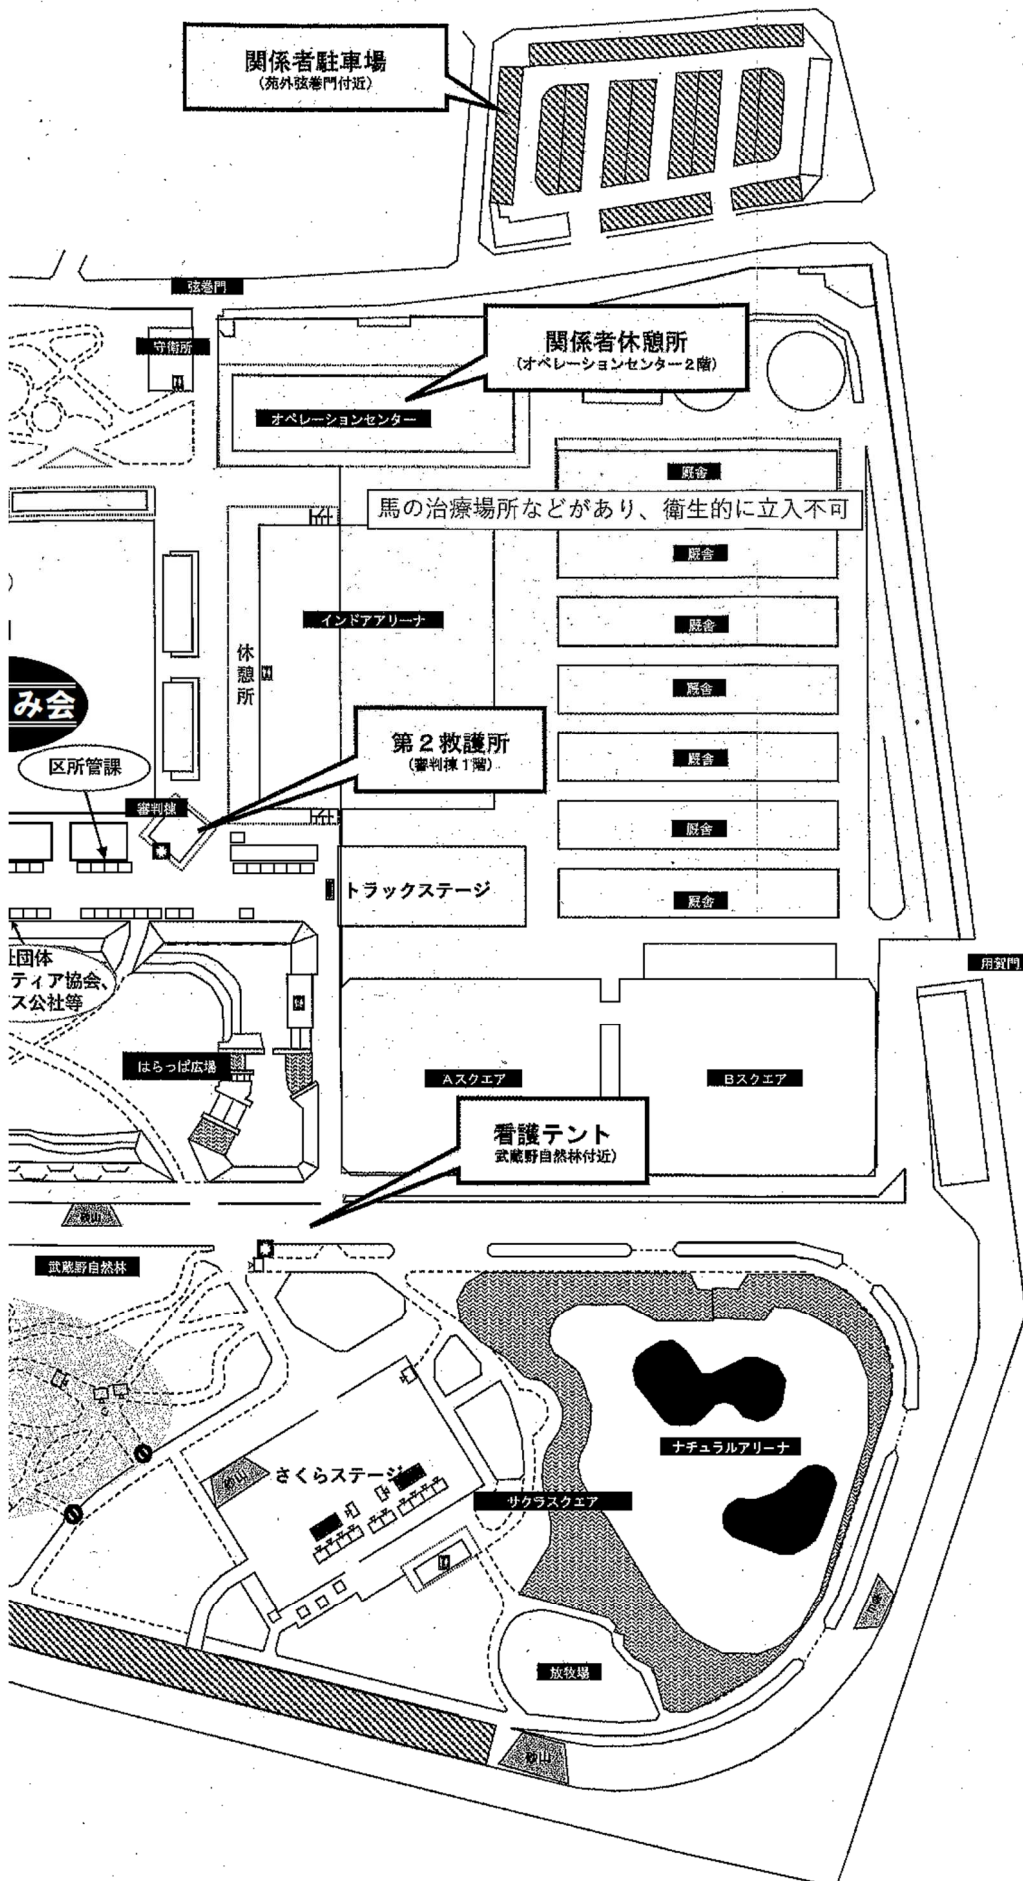 関係者駐車場
(苑外弦巻門付近)
弦巻門
守衛所
関係者休憩所
(オペレーションセンター2階)
オペレーションセンター
厩舎
馬の治療場所などがあり、衛生的に立入不可
厩舎
インドアアリーナ
厩舎
休憩所
厩舎
み会
第2救護所
(審判棟1階)
区所管課
厩舎
審判棟
厩舎
トラックステージ
厩舎
社団体
ティア協会、
ス公社等
用賀門
はらっぱ広場
Aスクエア
Bスクエア
看護テント
武蔵野自然林付近)
砂山
武蔵野自然林
ナチュラルアリーナ
さくらステージ
砂山
サクラスクエア
放牧場
砂山